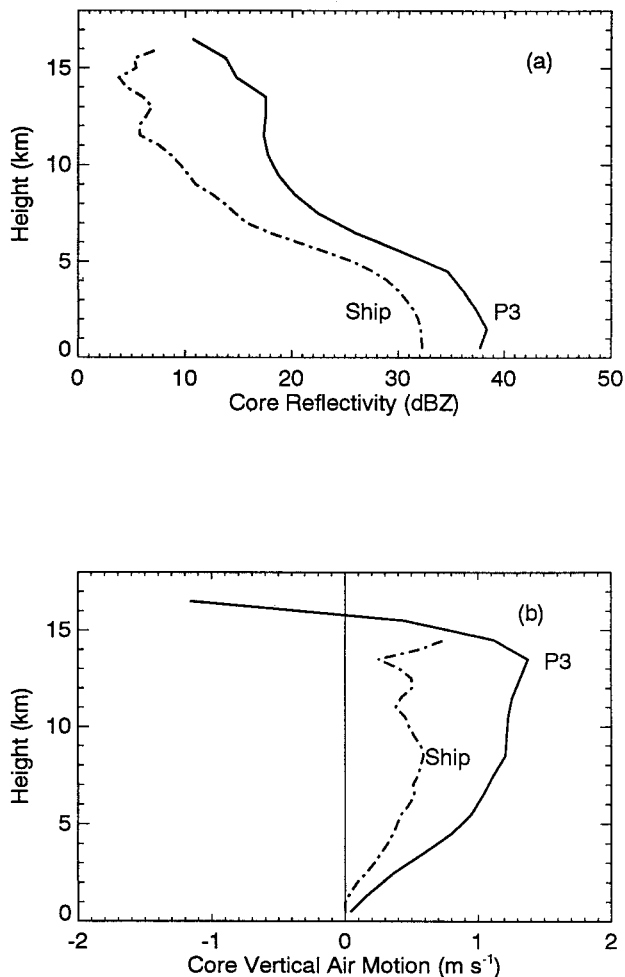 (a)
15
10
5
0
Height (km)
Ship
P3
0 10 20 30 40 50
Core Reflectivity (dBZ)
(b)
15
10
5
0
Height (km)
P3
Ship
-2 -1 0 1 2
Core Vertical Air Motion (m s⁻¹)